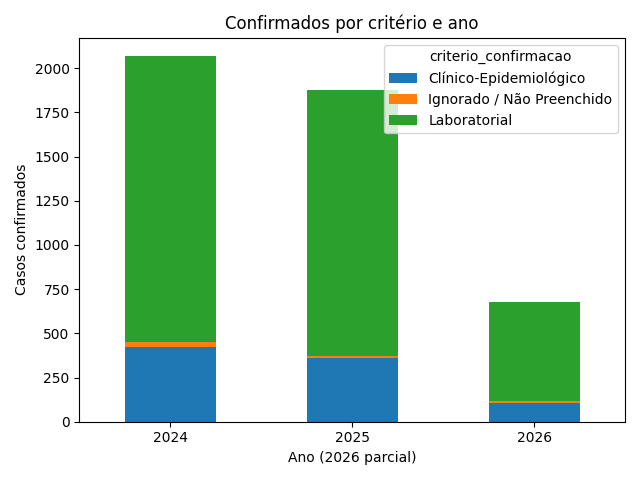 Confirmados por critério e ano
criterio_confirmacao
Clínico-Epidemiológico
Ignorado / Não Preenchido
Laboratorial
Casos confirmados
2000
1750
1500
1250
1000
750
500
250
0
2024
2025
2026
Ano (2026 parcial)